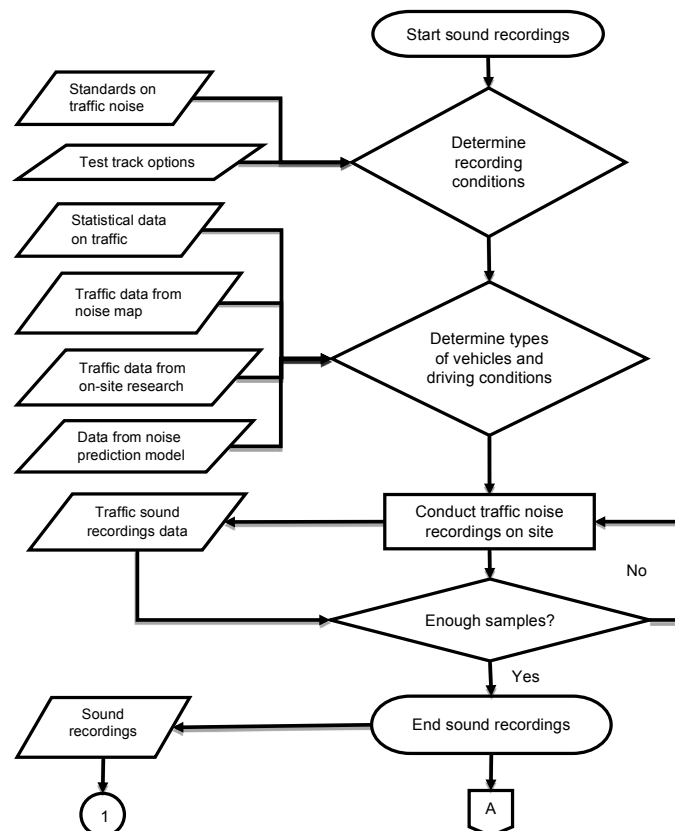 Start sound recordings
Standards on
traffic noise
Determine
recording
conditions
Test track options
Statistical data
on traffic
Traffic data from
noise map
Determine types
of vehicles and
driving conditions
Traffic data from
on-site research
Data from noise
prediction model
Traffic sound
recordings data
Conduct traffic noise
recordings on site
No
Enough samples?
Yes
Sound
recordings
End sound recordings
1
A